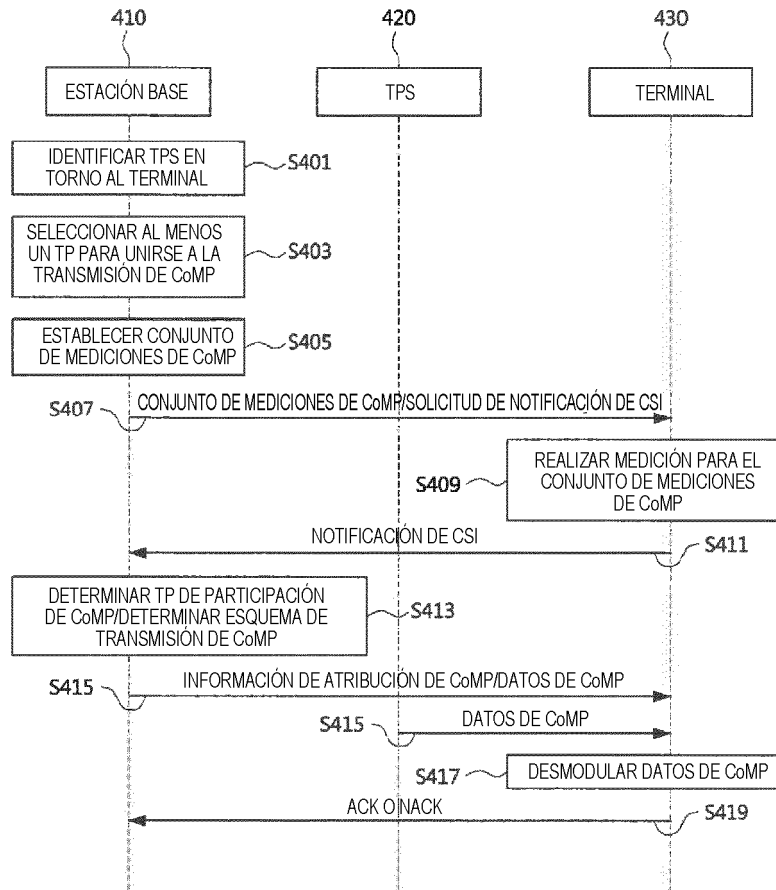 410
420
430
ESTACIÓN BASE
TPS
TERMINAL
IDENTIFICAR TPS EN
TORNO AL TERMINAL
S401
SELECCIONAR AL MENOS
UN TP PARA UNIRSE A LA
TRANSMISIÓN DE CoMP
S403
ESTABLECER CONJUNTO
DE MEDICIONES DE CoMP
S405
S407
CONJUNTO DE MEDICIONES DE CoMP/SOLICITUD DE NOTIFICACIÓN DE CSI
S409
REALIZAR MEDICIÓN PARA EL
CONJUNTO DE MEDICIONES
DE CoMP
NOTIFICACIÓN DE CSI
S411
DETERMINAR TP DE PARTICIPACIÓN
DE CoMP/DETERMINAR ESQUEMA DE
TRANSMISIÓN DE CoMP
S413
S415
INFORMACIÓN DE ATRIBUCIÓN DE CoMP/DATOS DE CoMP
S415
DATOS DE CoMP
S417
DESMODULAR DATOS DE CoMP
ACK O NACK
S419